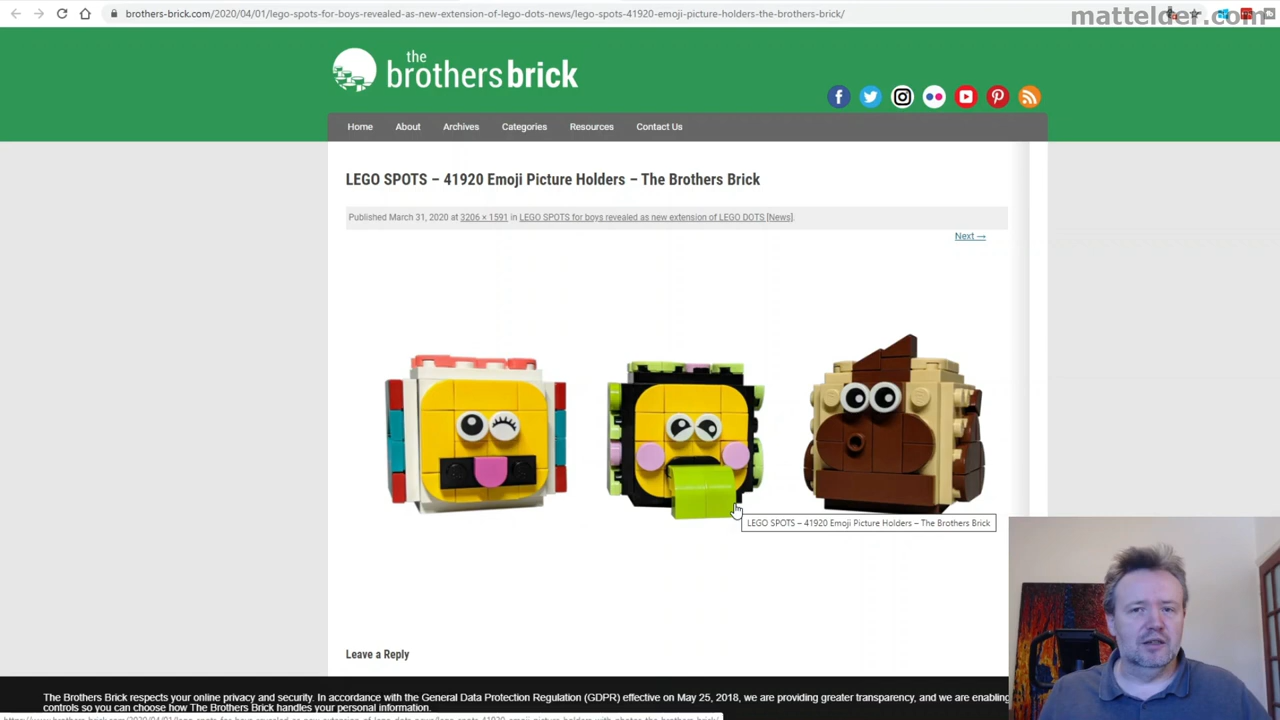 brothers-brick.com/2020/04/01/lego-spots-for-boys-revealed-as-new-extension-of-lego-dots-news/lego-spots-41920-emoji-picture-holders-the-brothers-brick/
mattelder.com
the
brothersbrick
Home About Archives Categories Resources Contact Us
LEGO SPOTS – 41920 Emoji Picture Holders – The Brothers Brick
Published March 31, 2020 at 3206 × 1591 in LEGO SPOTS for boys revealed as new extension of LEGO DOTS [News].
Next →
LEGO SPOTS – 41920 Emoji Picture Holders – The Brothers Brick
Leave a Reply
The Brothers Brick respects your online privacy and security. In accordance with the General Data Protection Regulation (GDPR) effective on May 25, 2018, we are providing greater transparency, and we are enabling
controls so you can choose how The Brothers Brick handles your personal information.